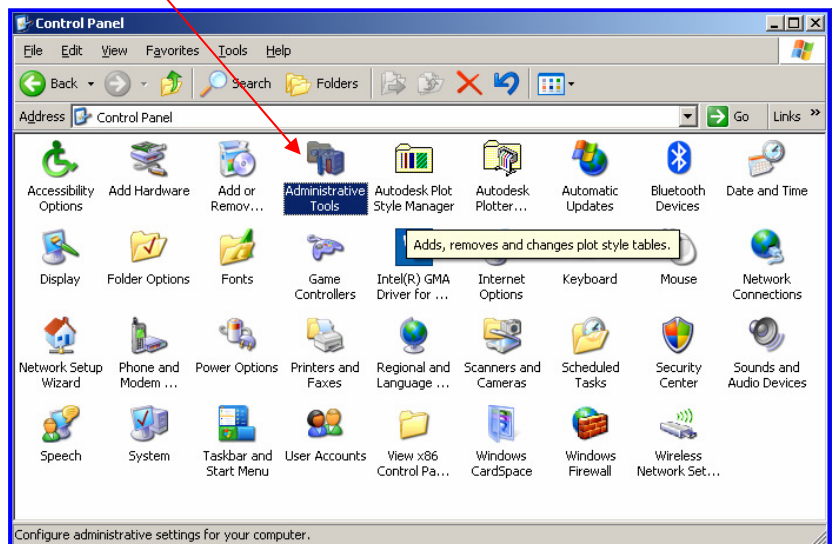 Control Panel
File Edit View Favorites Tools Help
Back Search Folders
Address Control Panel Go Links »
Accessibility Options
Add Hardware
Add or Remov...
Administrative Tools
Autodesk Plot Style Manager
Autodesk Plotter...
Automatic Updates
Bluetooth Devices
Date and Time
Adds, removes and changes plot style tables.
Display
Folder Options
Fonts
Game Controllers
Intel(R) GMA Driver for ...
Internet Options
Keyboard
Mouse
Network Connections
Network Setup Wizard
Phone and Modem ...
Power Options
Printers and Faxes
Regional and Language ...
Scanners and Cameras
Scheduled Tasks
Security Center
Sounds and Audio Devices
Speech
System
Taskbar and Start Menu
User Accounts
View x86 Control Pa...
Windows CardSpace
Windows Firewall
Wireless Network Set...
Configure administrative settings for your computer.